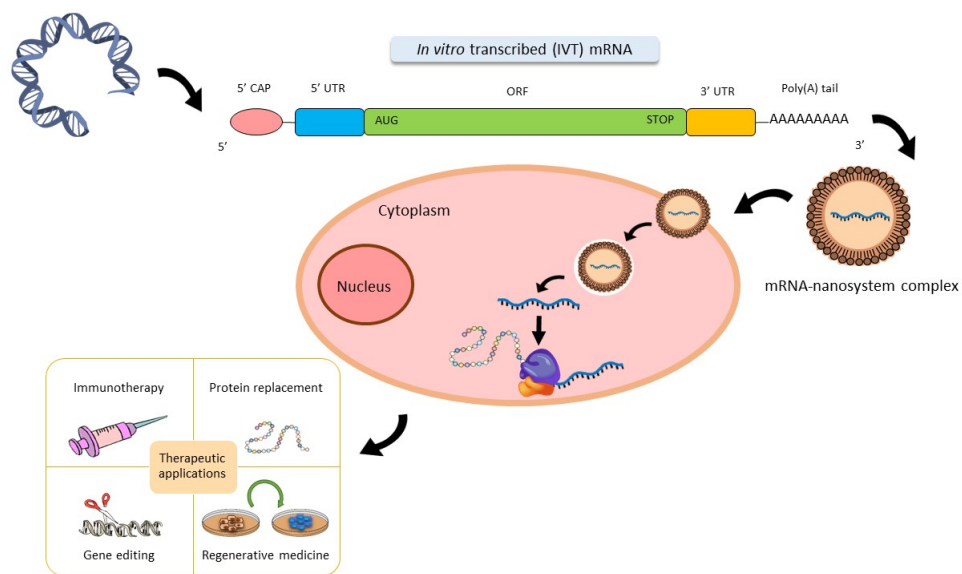 In vitro transcribed (IVT) mRNA
5’ CAP
5’ UTR
ORF
3’ UTR
Poly(A) tail
AUG
STOP
AAAAAAAAA
5’
3’
Cytoplasm
Nucleus
mRNA-nanosystem complex
Immunotherapy
Protein replacement
Therapeutic
applications
Gene editing
Regenerative medicine